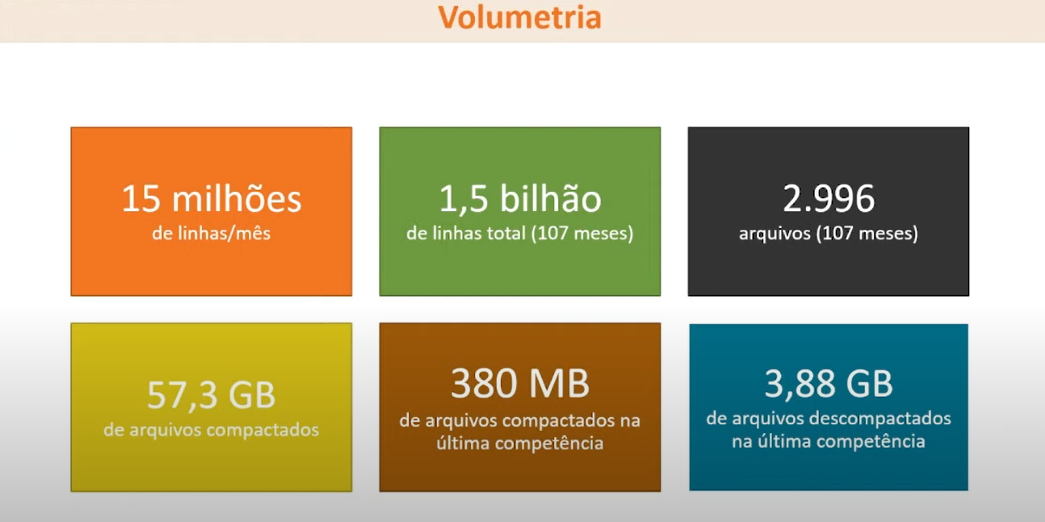 Volumetria
15 milhões
de linhas/mês
1,5 bilhão
de linhas total (107 meses)
2.996
arquivos (107 meses)
57,3 GB
de arquivos compactados
380 MB
de arquivos compactados na
última competência
3,88 GB
de arquivos descompactados
na última competência